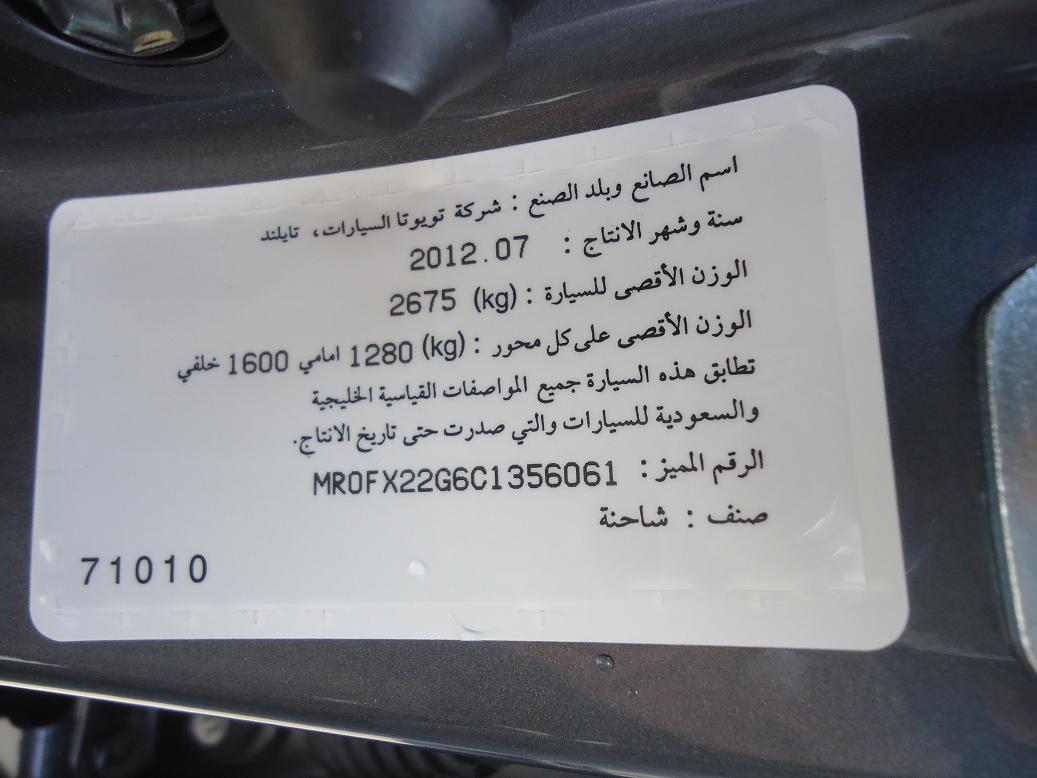 اسم الصانع وبلد الصنع : شركة تويوتا السيارات، تايلند
سنة وشهر الانتاج : 2012.07
الوزن الأقصى للسيارة : (kg) 2675
الوزن الأقصى على كل محور : (kg) 1280 امامي 1600 خلفي
تطابق هذه السيارة جميع المواصفات القياسية الخليجية
والسعودية للسيارات والتي صدرت حتى تاريخ الانتاج.
الرقم المميز : MR0FX22G6C1356061
صنف : شاحنة
71010